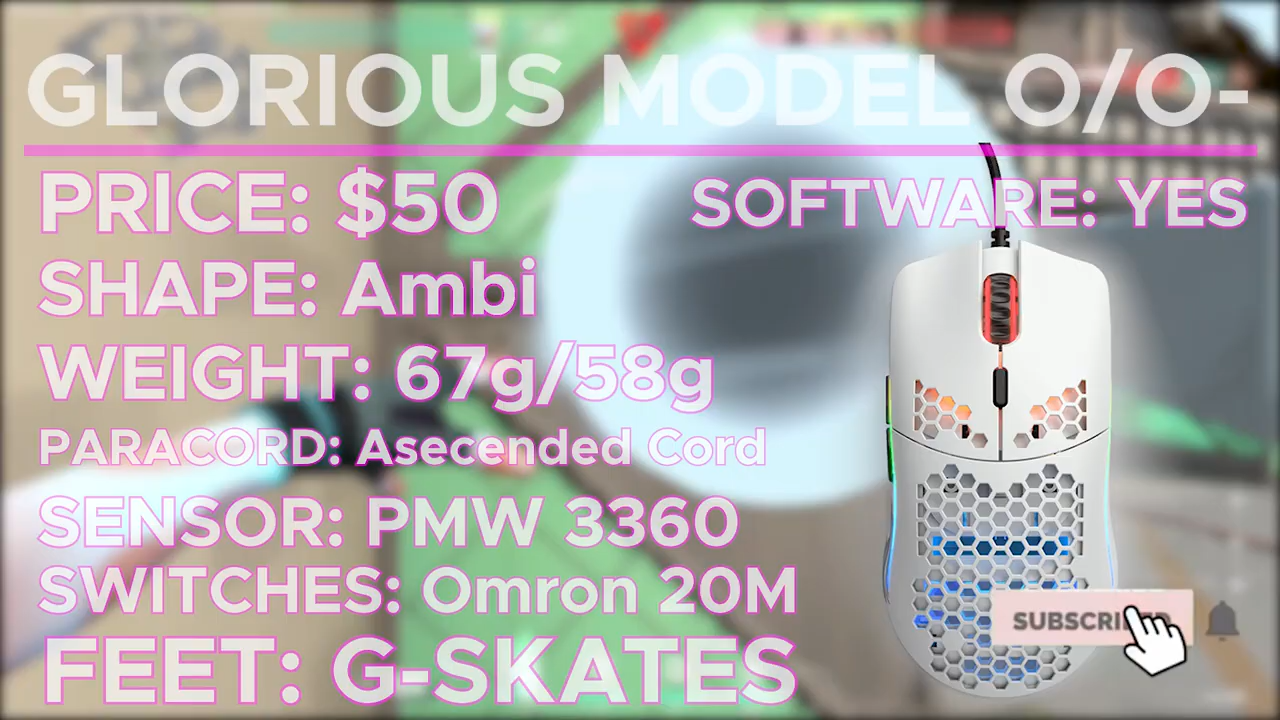 GLORIOUS MODEL O/O-
PRICE: $50
SOFTWARE: YES
SHAPE: Ambi
WEIGHT: 67g/58g
PARACORD: Asecended Cord
SENSOR: PMW 3360
SWITCHES: Omron 20M
FEET: G-SKATES
SUBSCRIBED